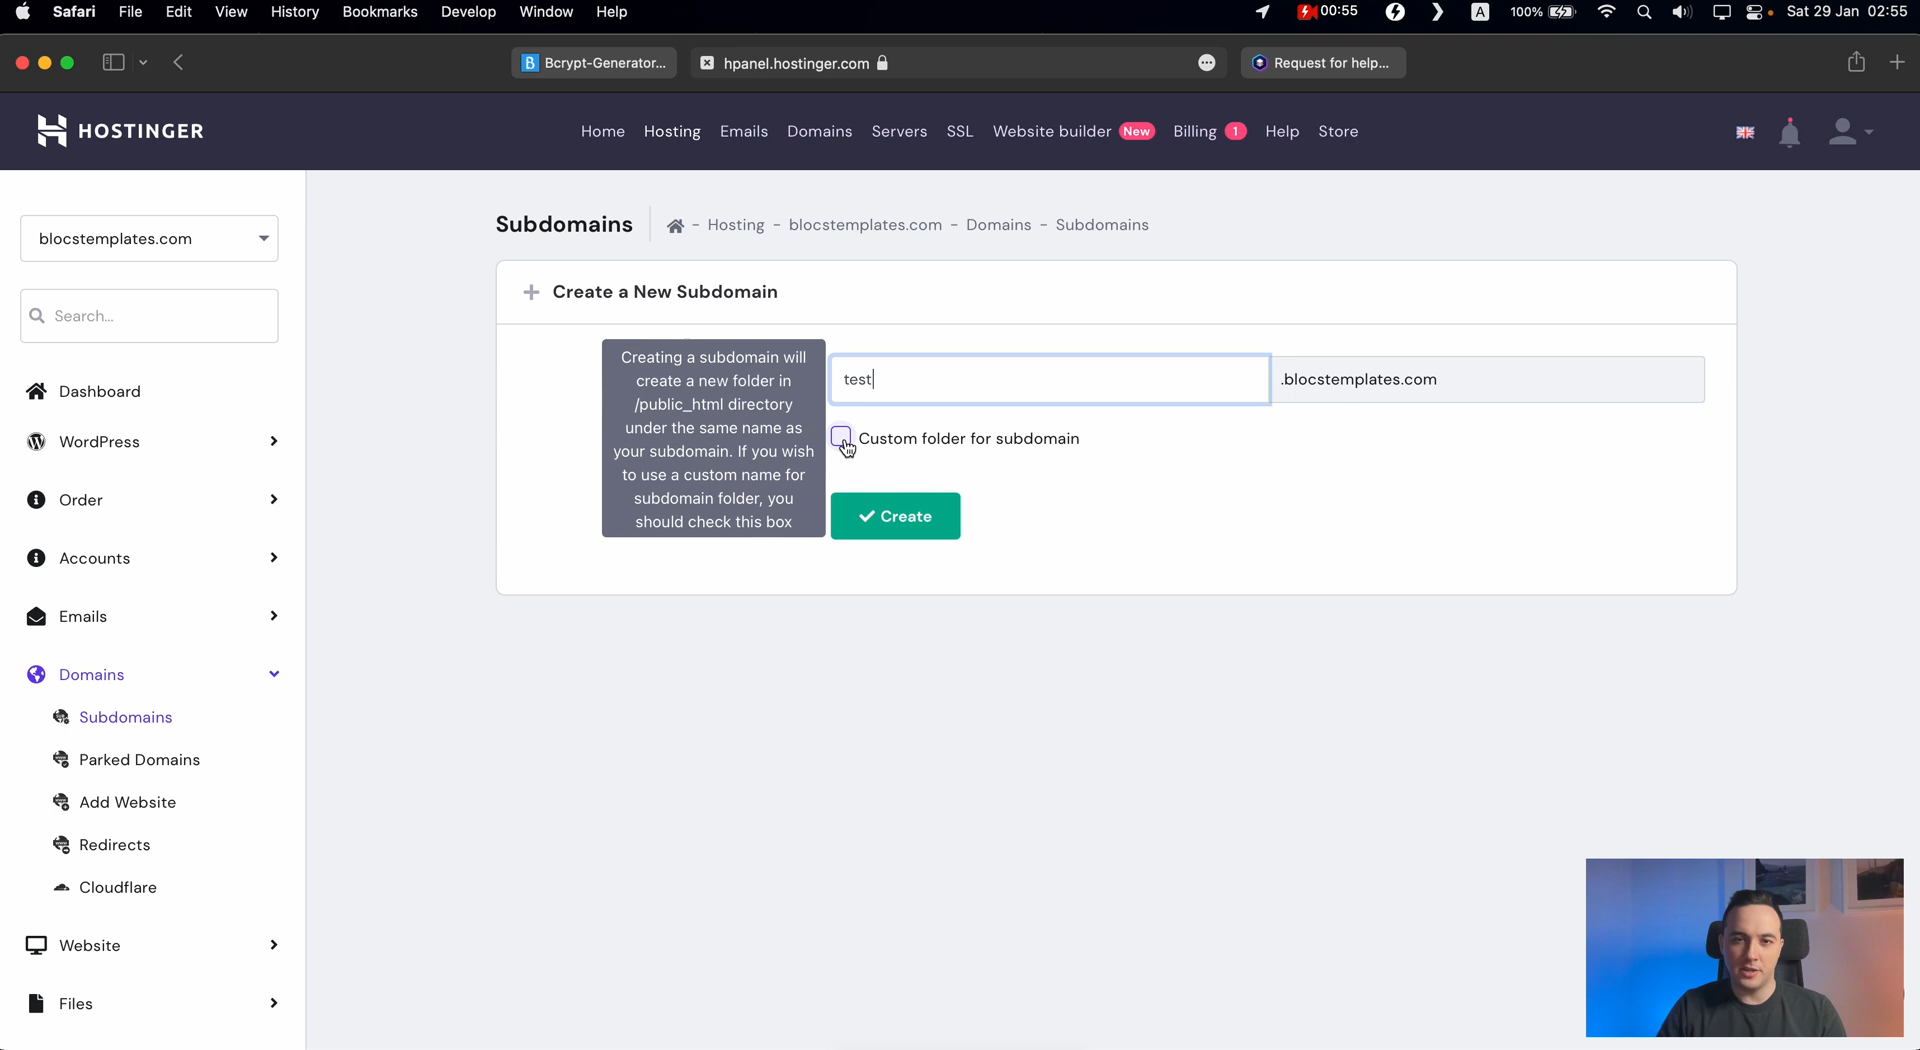 Safari File Edit View History Bookmarks Develop Window Help 00:55 A 100% Sat 29 Jan 02:55
B Bcrypt-Generator... hpanel.hostinger.com Request for help...
HOSTINGER
Home Hosting Emails Domains Servers SSL Website builder New Billing 1 Help Store
blocstemplates.com
Search...
Dashboard
WordPress
Order
Accounts
Emails
Domains
Subdomains
Parked Domains
Add Website
Redirects
Cloudflare
Website
Files
Subdomains
- Hosting - blocstemplates.com - Domains - Subdomains
Create a New Subdomain
Creating a subdomain will
create a new folder in
/public_html directory
under the same name as
your subdomain. If you wish
to use a custom name for
subdomain folder, you
should check this box
test
.blocstemplates.com
Custom folder for subdomain
Create